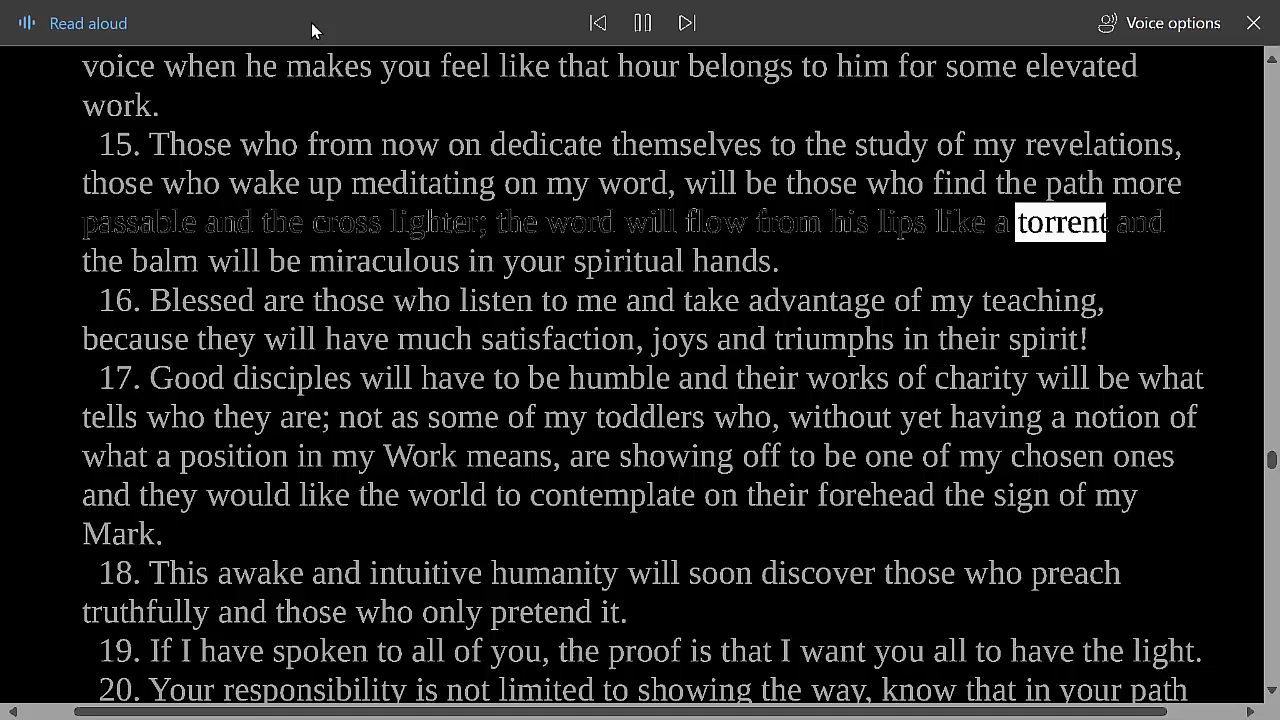 Read aloud
Voice options
voice when he makes you feel like that hour belongs to him for some elevated
work.
15. Those who from now on dedicate themselves to the study of my revelations,
those who wake up meditating on my word, will be those who find the path more
passable and the cross lighter; the word will flow from his lips like a torrent and
the balm will be miraculous in your spiritual hands.
16. Blessed are those who listen to me and take advantage of my teaching,
because they will have much satisfaction, joys and triumphs in their spirit!
17. Good disciples will have to be humble and their works of charity will be what
tells who they are; not as some of my toddlers who, without yet having a notion of
what a position in my Work means, are showing off to be one of my chosen ones
and they would like the world to contemplate on their forehead the sign of my
Mark.
18. This awake and intuitive humanity will soon discover those who preach
truthfully and those who only pretend it.
19. If I have spoken to all of you, the proof is that I want you all to have the light.
20. Your responsibility is not limited to showing the way, know that in your path